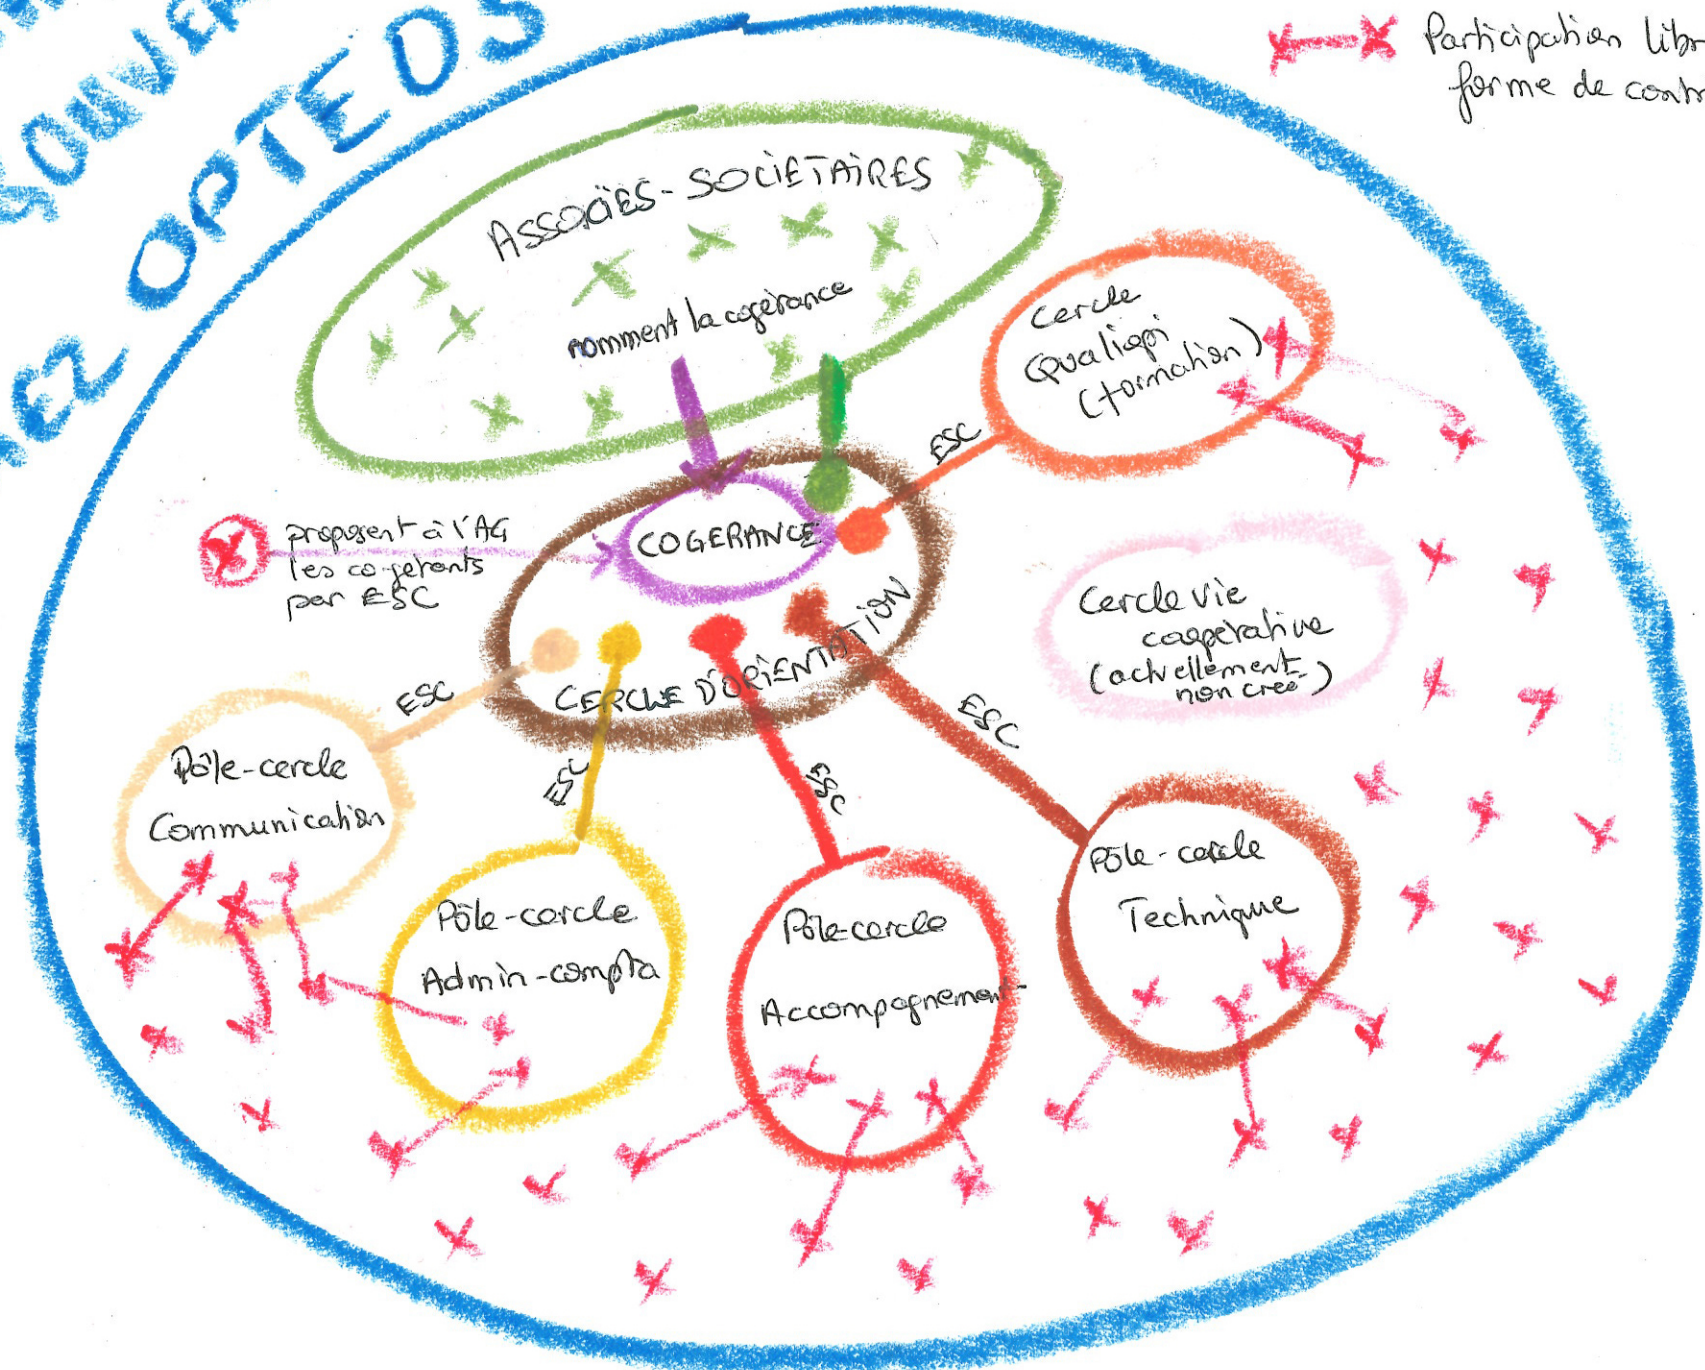 CHEZ OPTEOS
Participation
forme de
ASSOCIÉS-SOCIÉTAIRES
nomment la cogérance
Cercle
Qualiopi
(formation)
ESC
proposent à l'AG
les co-gérants
par ESC
COGERANCE
CERCLE D'ORIENTATION
Cercle vie
coopérative
(actuellement
non créé)
ESC
ESC
ESC
ESC
Pôle-cercle
Communication
Pôle-cercle
Admin-compta
Pôle-cercle
Accompagnement
Pôle-cercle
Technique